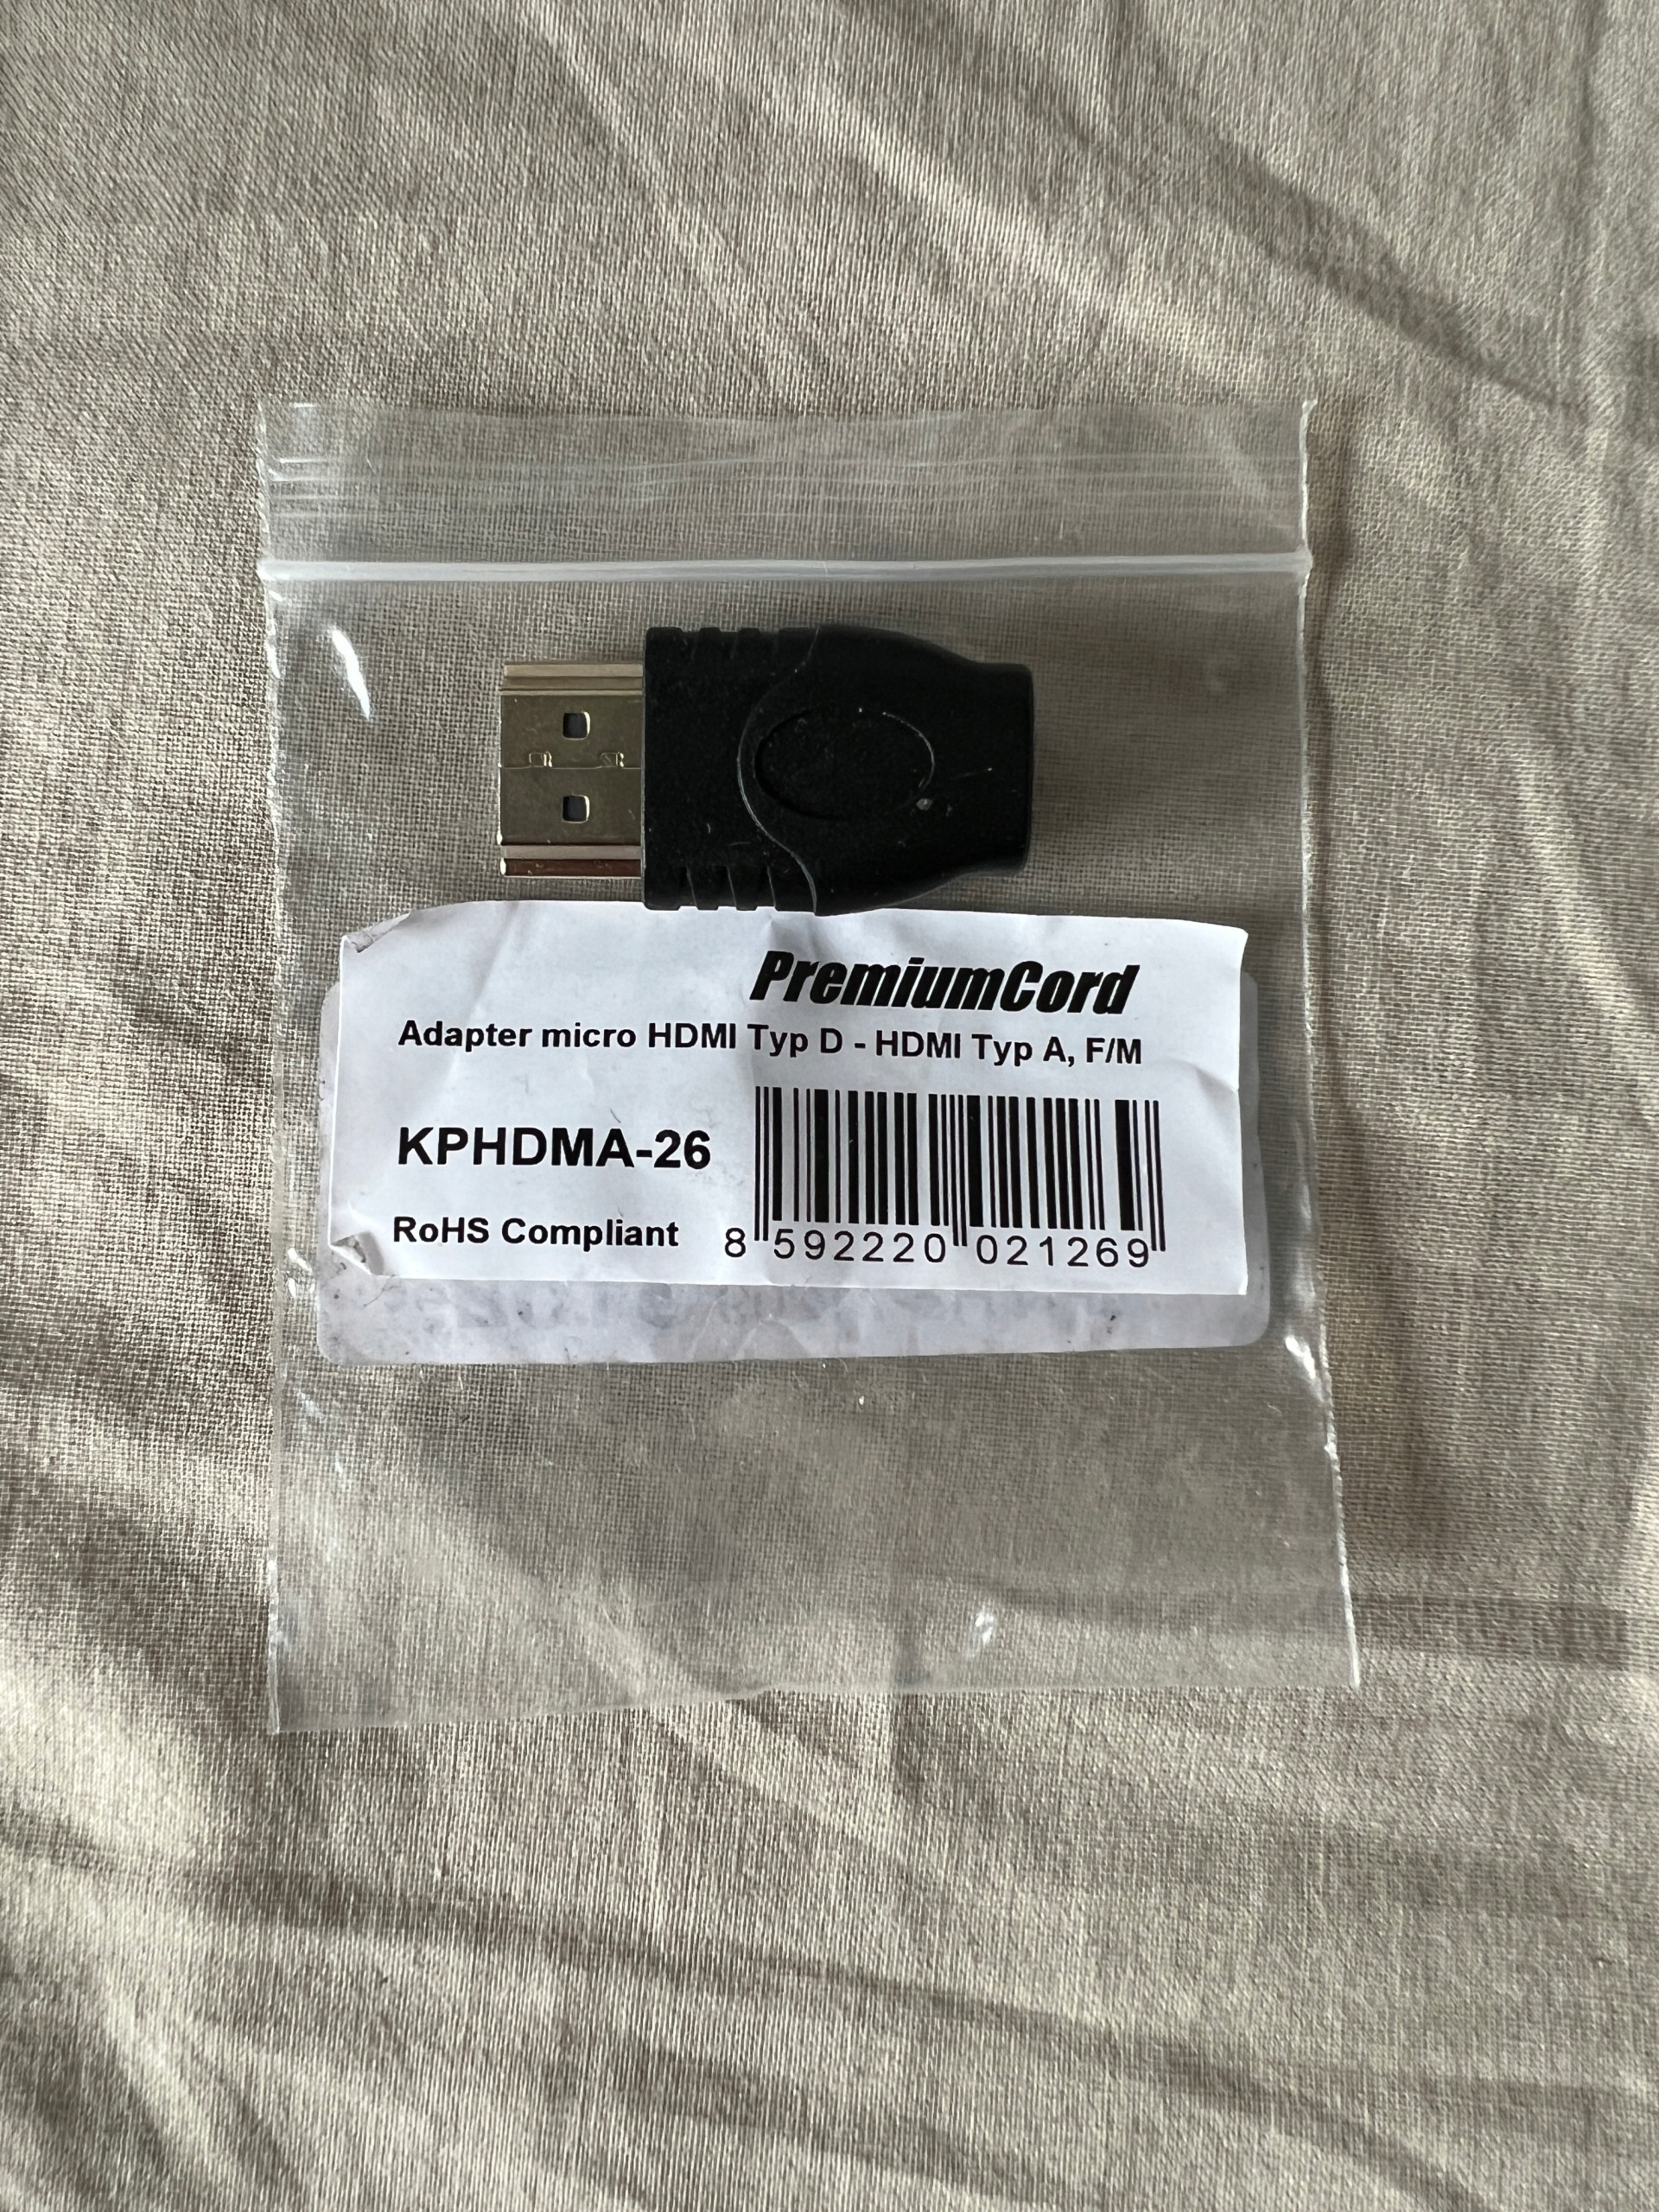 PremiumCord
Adapter micro HDMI Typ D - HDMI Typ A, F/M
KPHDMA-26
RoHS Compliant
8 592220 021269